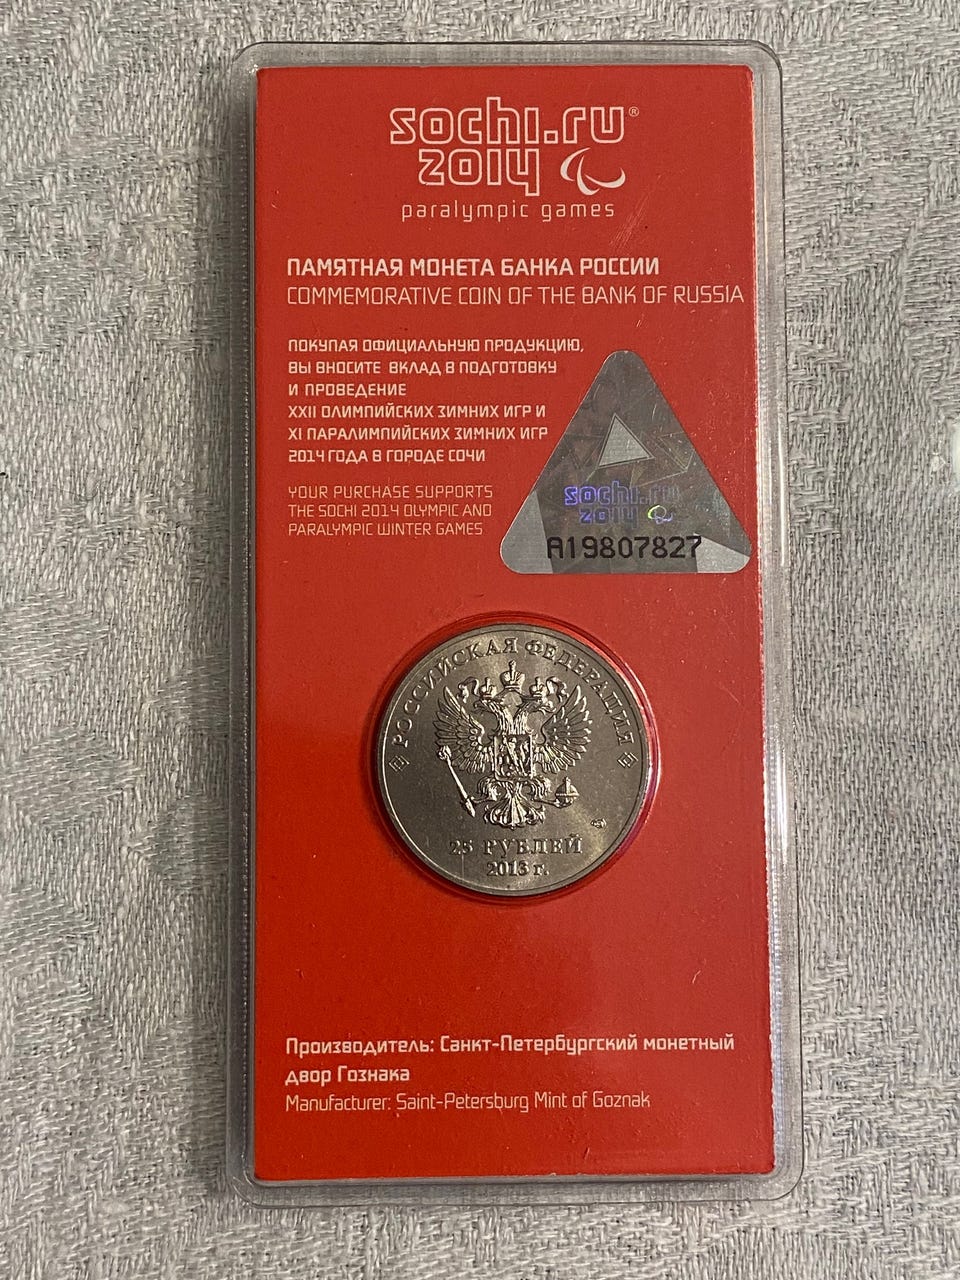 sochi.ru®
2014
paralympic games
ПАМЯТНАЯ МОНЕТА БАНКА РОССИИ
COMMEMORATIVE COIN OF THE BANK OF RUSSIA
ПОКУПАЯ ОФИЦИАЛЬНУЮ ПРОДУКЦИЮ,
ВЫ ВНОСИТЕ ВКЛАД В ПОДГОТОВКУ
И ПРОВЕДЕНИЕ
XXII ОЛИМПИЙСКИХ ЗИМНИХ ИГР И
XI ПАРАЛИМПИЙСКИХ ЗИМНИХ ИГР
2014 ГОДА В ГОРОДЕ СОЧИ
YOUR PURCHASE SUPPORTS
THE SOCHI 2014 OLYMPIC AND
PARALYMPIC WINTER GAMES
sochi.ru
2014
A19807827
РОССИЙСКАЯ ФЕДЕРАЦИЯ
25 РУБЛЕЙ
2013 г.
Производитель: Санкт-Петербургский монетный
двор Гознака
Manufacturer: Saint-Petersburg Mint of Goznak